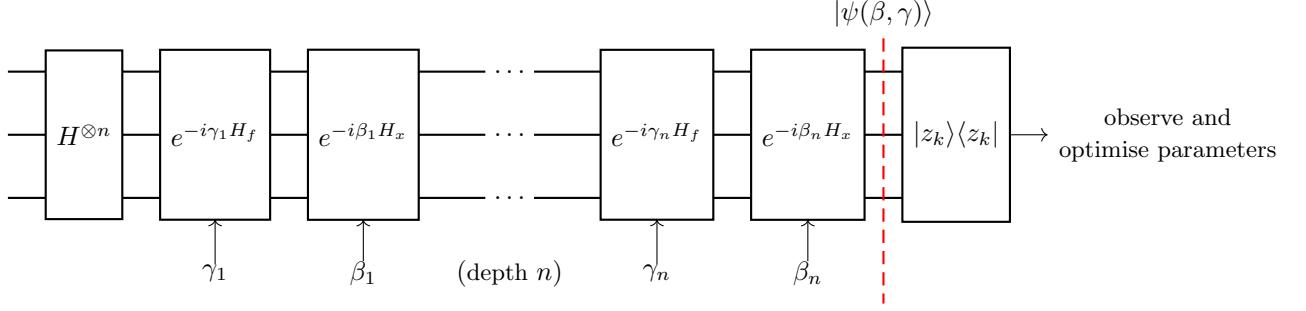 |ψ(β, γ)⟩
H^{⊗n}
e^{-iγ_1 H_f}
e^{-iβ_1 H_x}
· · ·
· · ·
· · ·
e^{-iγ_n H_f}
e^{-iβ_n H_x}
|z_k⟩⟨z_k|
observe and
optimise parameters
γ_1
β_1
(depth n)
γ_n
β_n